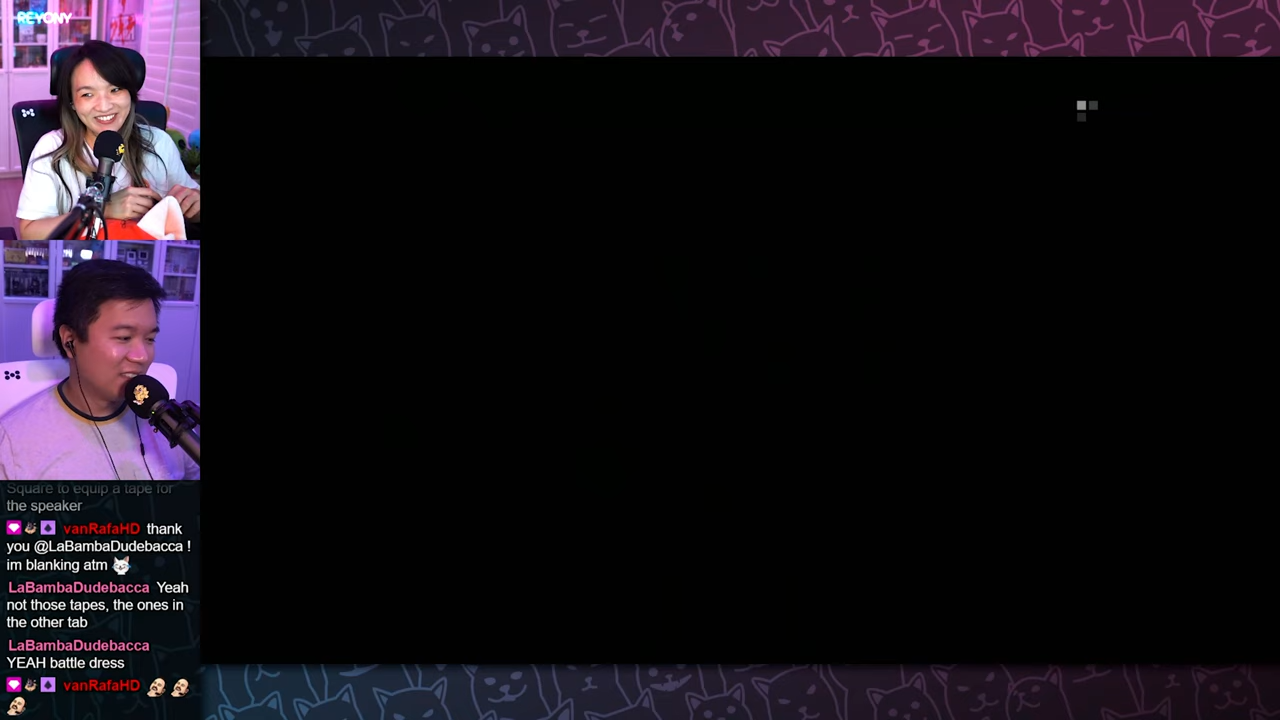 REYONY
Square to equip a tape for
the speaker
vanRafaHD thank
you @LaBambaDudebacca !
im blanking atm
LaBambaDudebacca Yeah
not those tapes, the ones in
the other tab
LaBambaDudebacca
YEAH battle dress
vanRafaHD